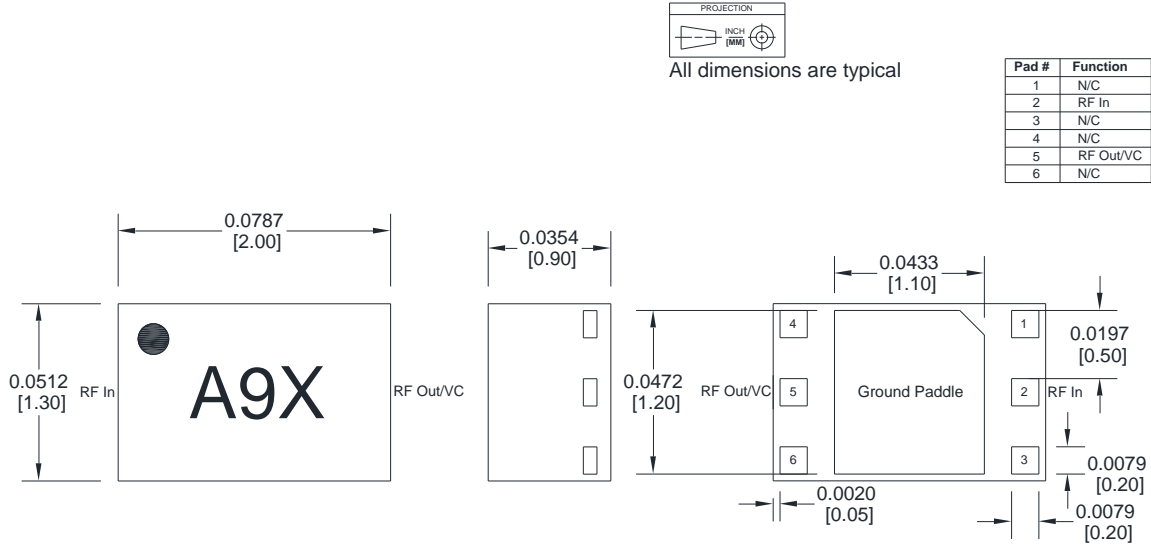 PROJECTION
INCH
[MM]
All dimensions are typical
Pad # Function
1 N/C
2 RF In
3 N/C
4 N/C
5 RF Out/VC
6 N/C
0.0787
[2.00]
0.0512
[1.30]
RF In
A9X
RF Out/VC
0.0354
[0.90]
0.0433
[1.10]
0.0472
[1.20]
RF Out/VC
4
5
6
Ground Paddle
1
2
3
RF In
0.0197
[0.50]
0.0079
[0.20]
0.0020
[0.05]
0.0079
[0.20]